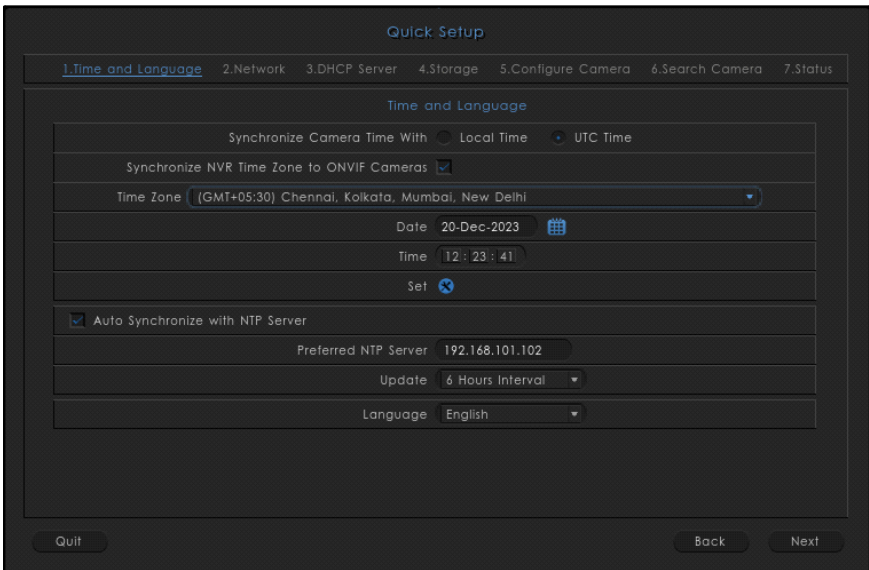 Quick Setup
1.Time and Language 2.Network 3.DHCP Server 4.Storage 5.Configure Camera 6.Search Camera 7.Status
Time and Language
Synchronize Camera Time With Local Time UTC Time
Synchronize NVR Time Zone to ONVIF Cameras
Time Zone (GMT+05:30) Chennai, Kolkata, Mumbai, New Delhi
Date 20-Dec-2023
Time 12 : 23 : 41
Set
Auto Synchronize with NTP Server
Preferred NTP Server 192.168.101.102
Update 6 Hours Interval
Language English
Quit Back Next